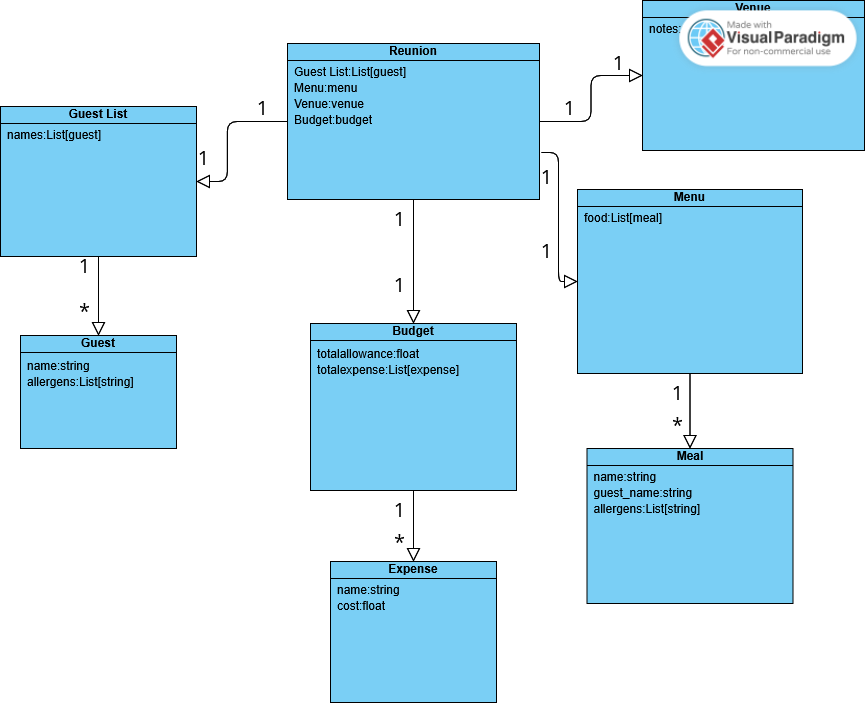 Venue
notes:
Made with
VisualParadigm
For non-commercial use
Reunion
Guest List:List[guest]
Menu:menu
Venue:venue
Budget:budget
1
1
1
1
Guest List
names:List[guest]
1
1
1
1
Menu
food:List[meal]
1
*
Guest
name:string
allergens:List[string]
Budget
totalallowance:float
totalexpense:List[expense]
1
*
Meal
name:string
guest_name:string
allergens:List[string]
1
*
Expense
name:string
cost:float